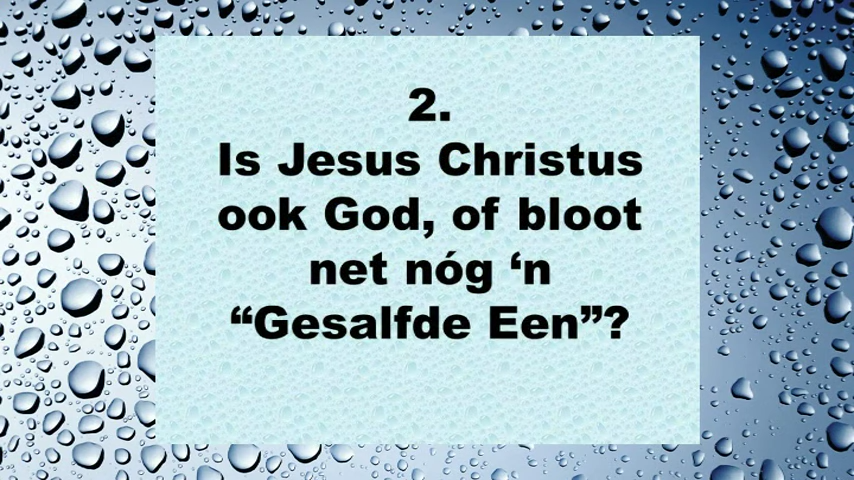 2.
Is Jesus Christus
ook God, of bloot
net nóg ‘n
“Gesalfde Een”?